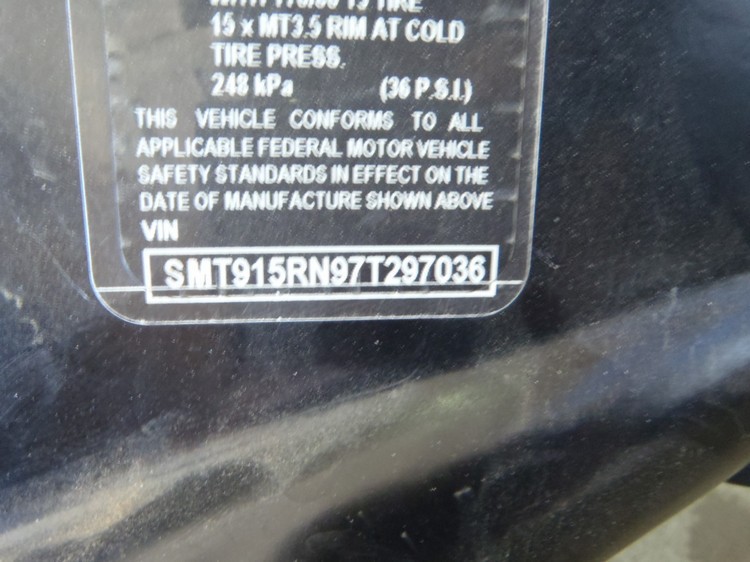 15 x MT3.5 RIM AT COLD
TIRE PRESS.
248 kPa (36 P.S.I.)
THIS VEHICLE CONFORMS TO ALL
APPLICABLE FEDERAL MOTOR VEHICLE
SAFETY STANDARDS IN EFFECT ON THE
DATE OF MANUFACTURE SHOWN ABOVE
VIN
SMT915RN97T297036